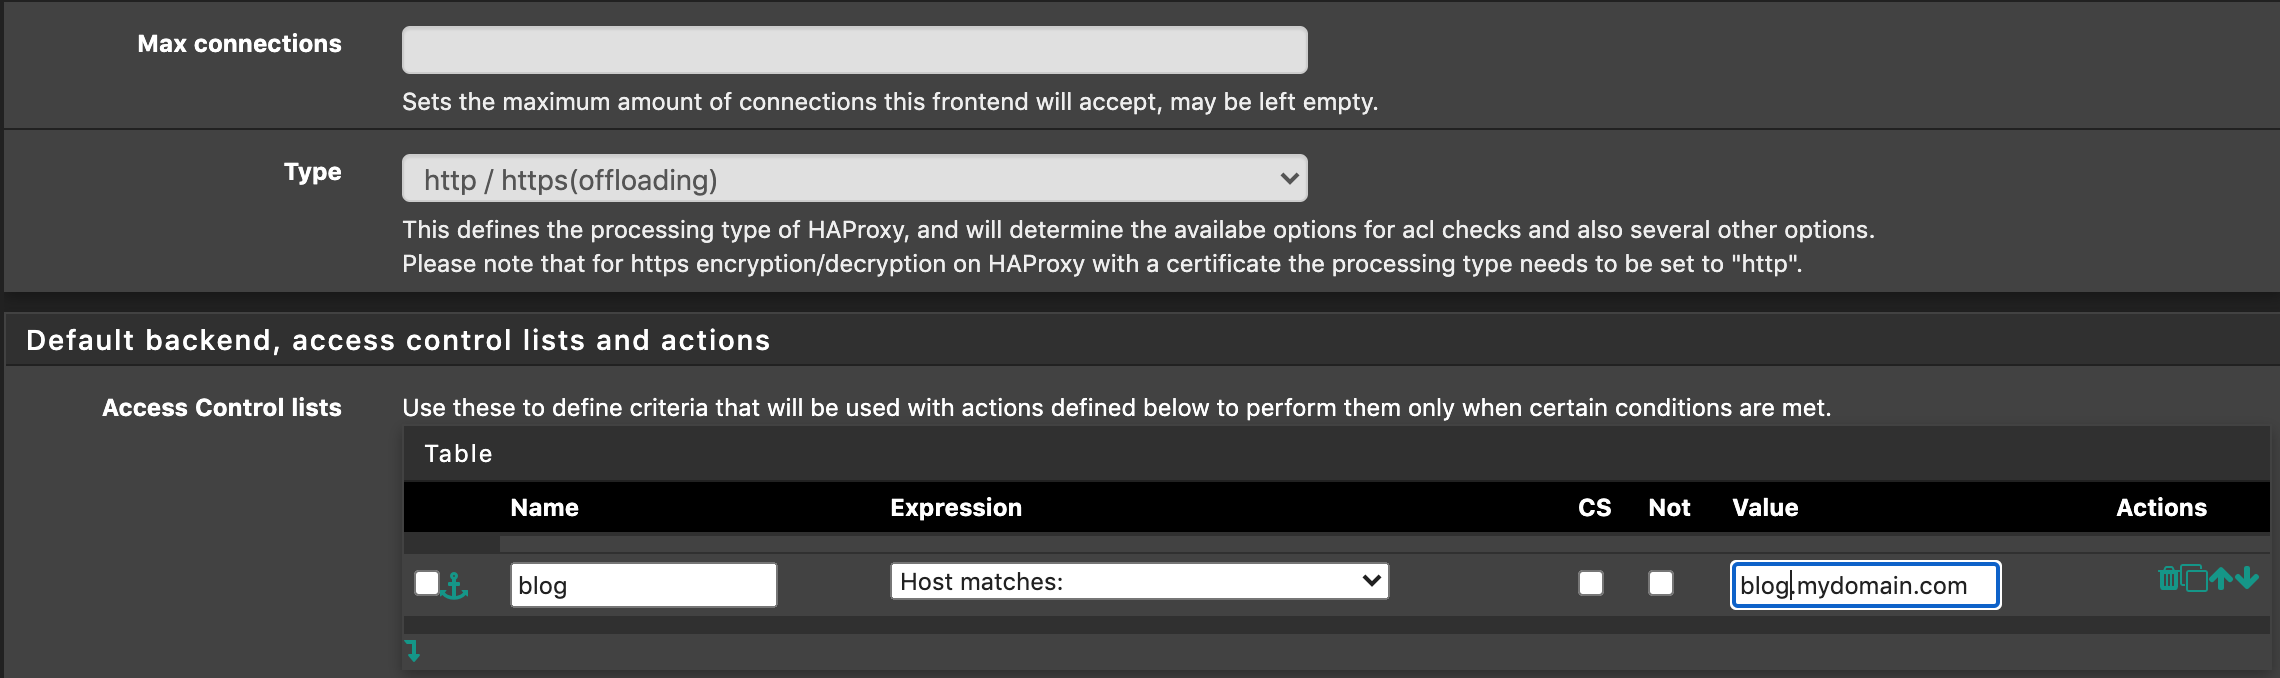 Max connections
Sets the maximum amount of connections this frontend will accept, may be left empty.
Type
http / https(offloading)
This defines the processing type of HAProxy, and will determine the availabe options for acl checks and also several other options.
Please note that for https encryption/decryption on HAProxy with a certificate the processing type needs to be set to "http".
Default backend, access control lists and actions
Access Control lists
Use these to define criteria that will be used with actions defined below to perform them only when certain conditions are met.
Table
Name Expression CS Not Value Actions
blog Host matches: blog.mydomain.com